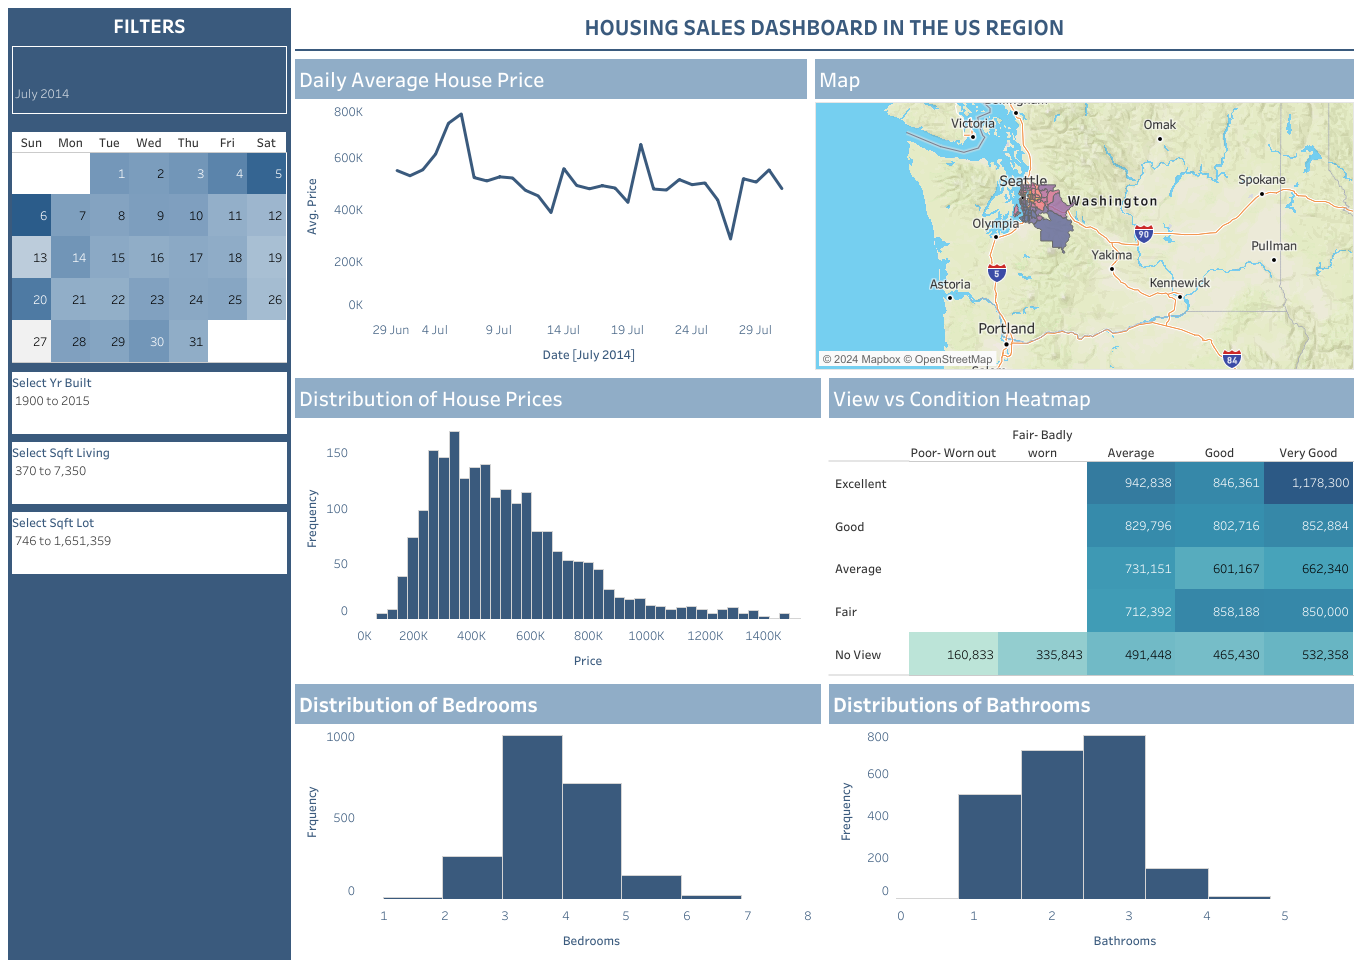 FILTERS
July 2014
Sun Mon Tue Wed Thu Fri Sat
1 2 3 4 5
6 7 8 9 10 11 12
13 14 15 16 17 18 19
20 21 22 23 24 25 26
27 28 29 30 31
Select Yr Built
1900 to 2015
Select Sqft Living
370 to 7,350
Select Sqft Lot
746 to 1,651,359
HOUSING SALES DASHBOARD IN THE US REGION
Daily Average House Price
800K
600K
400K
200K
0K
Avg. Price
29 Jun 4 Jul 9 Jul 14 Jul 19 Jul 24 Jul 29 Jul
Date [July 2014]
Map
Victoria
Omak
Seattle
Spokane
Washington
Olympia
90
Pullman
Yakima
5
Astoria
Kennewick
Portland
84
© 2024 Mapbox © OpenStreetMap
Distribution of House Prices
150
100
50
0
Frequency
0K 200K 400K 600K 800K 1000K 1200K 1400K
Price
View vs Condition Heatmap
Poor- Worn out Fair- Badly worn Average Good Very Good
Excellent 942,838 846,361 1,178,300
Good 829,796 802,716 852,884
Average 731,151 601,167 662,340
Fair 712,392 858,188 850,000
No View 160,833 335,843 491,448 465,430 532,358
Distribution of Bedrooms
1000
500
0
Frquency
1 2 3 4 5 6 7 8
Bedrooms
Distributions of Bathrooms
800
600
400
200
0
Frequency
0 1 2 3 4 5
Bathrooms